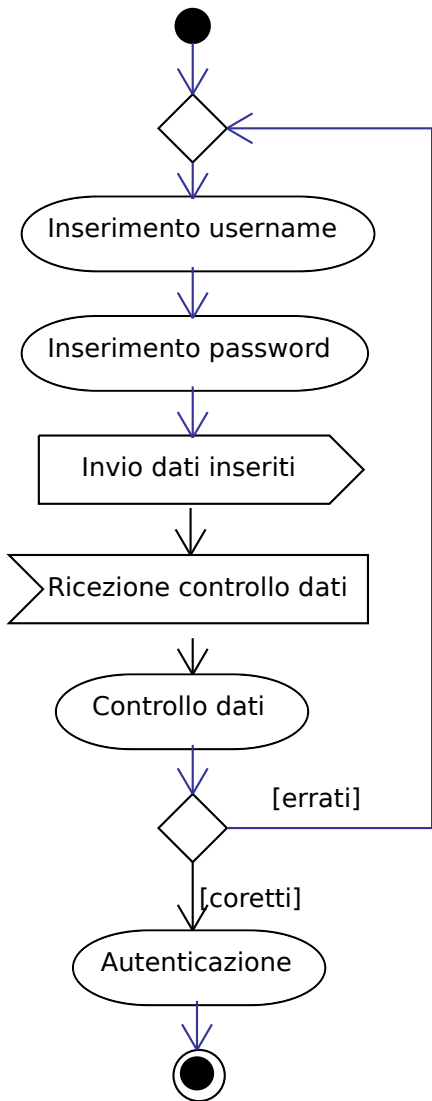 Inserimento username
Inserimento password
Invio dati inseriti
Ricezione controllo dati
Controllo dati
[errati]
[coretti]
Autenticazione